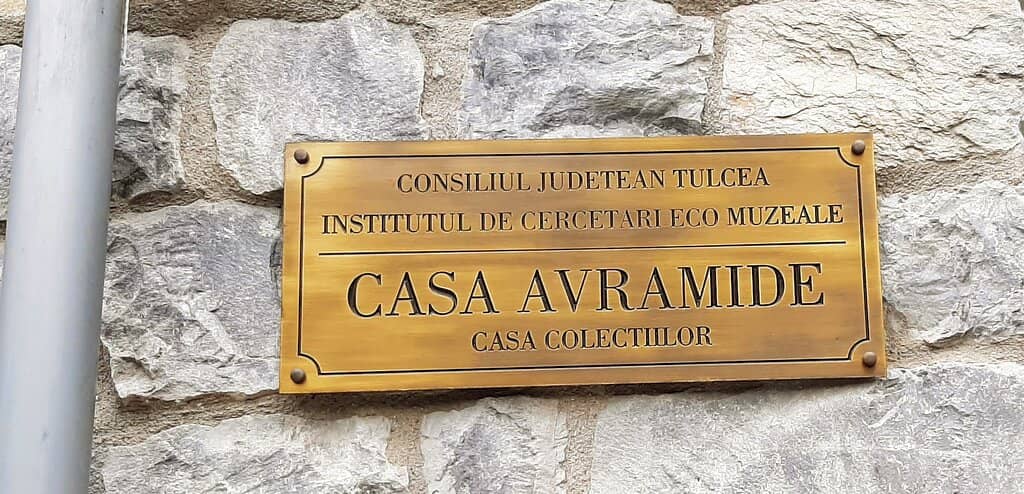 CONSILIUL JUDETEAN TULCEA
INSTITUTUL DE CERCETARI ECO MUZEALE
CASA AVRAMIDE
CASA COLECTIILOR